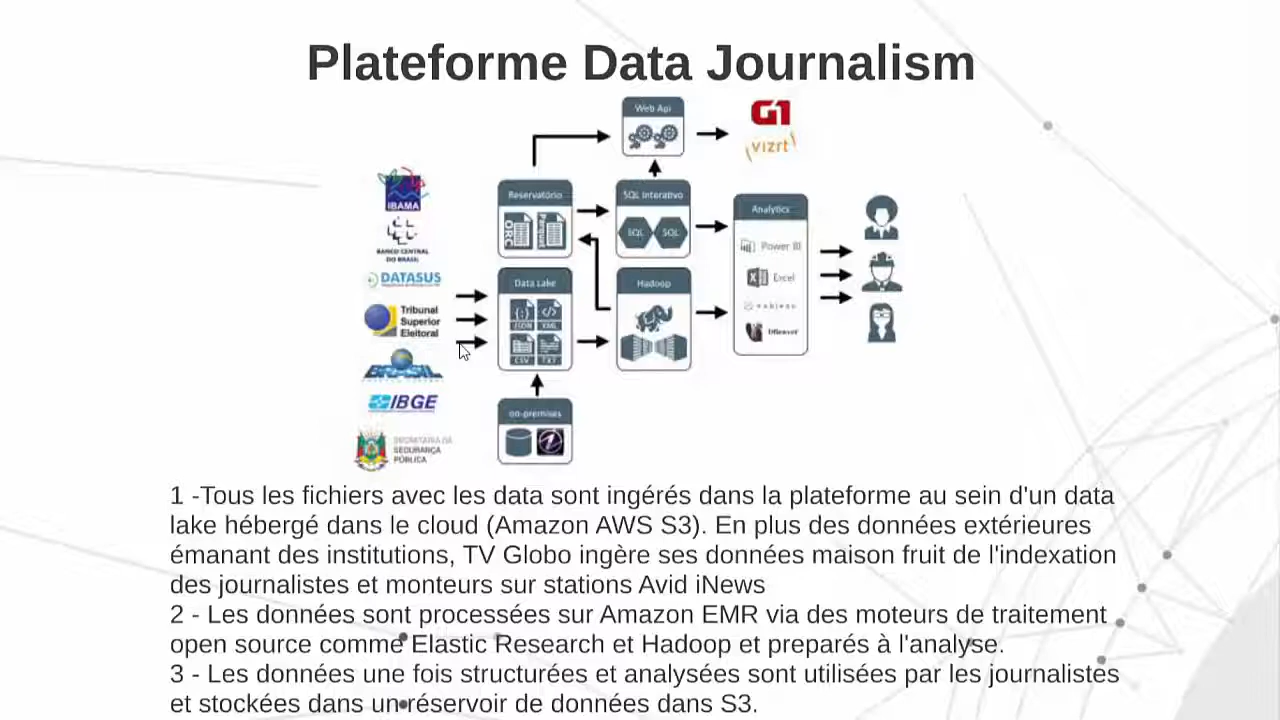 Plateforme Data Journalism
Web Api
G1
vizrt
IBAMA
Reservatório
SQL Interativo
Analytics
ORC
Parquet
SQL
SQL
Power BI
BANCO CENTRAL
DO BRASIL
DATASUS
Data Lake
Hadoop
Excel
Tribunal
Superior
Eleitoral
JSON
XML
CSV
TXT
BRASIL
IBGE
on-premises
SECRETARIA DA
SEGURANÇA
PÚBLICA
1 -Tous les fichiers avec les data sont ingérés dans la plateforme au sein d'un data
lake hébergé dans le cloud (Amazon AWS S3). En plus des données extérieures
émanant des institutions, TV Globo ingère ses données maison fruit de l'indexation
des journalistes et monteurs sur stations Avid iNews
2 - Les données sont processées sur Amazon EMR via des moteurs de traitement
open source comme Elastic Research et Hadoop et preparés à l'analyse.
3 - Les données une fois structurées et analysées sont utilisées par les journalistes
et stockées dans un réservoir de données dans S3.